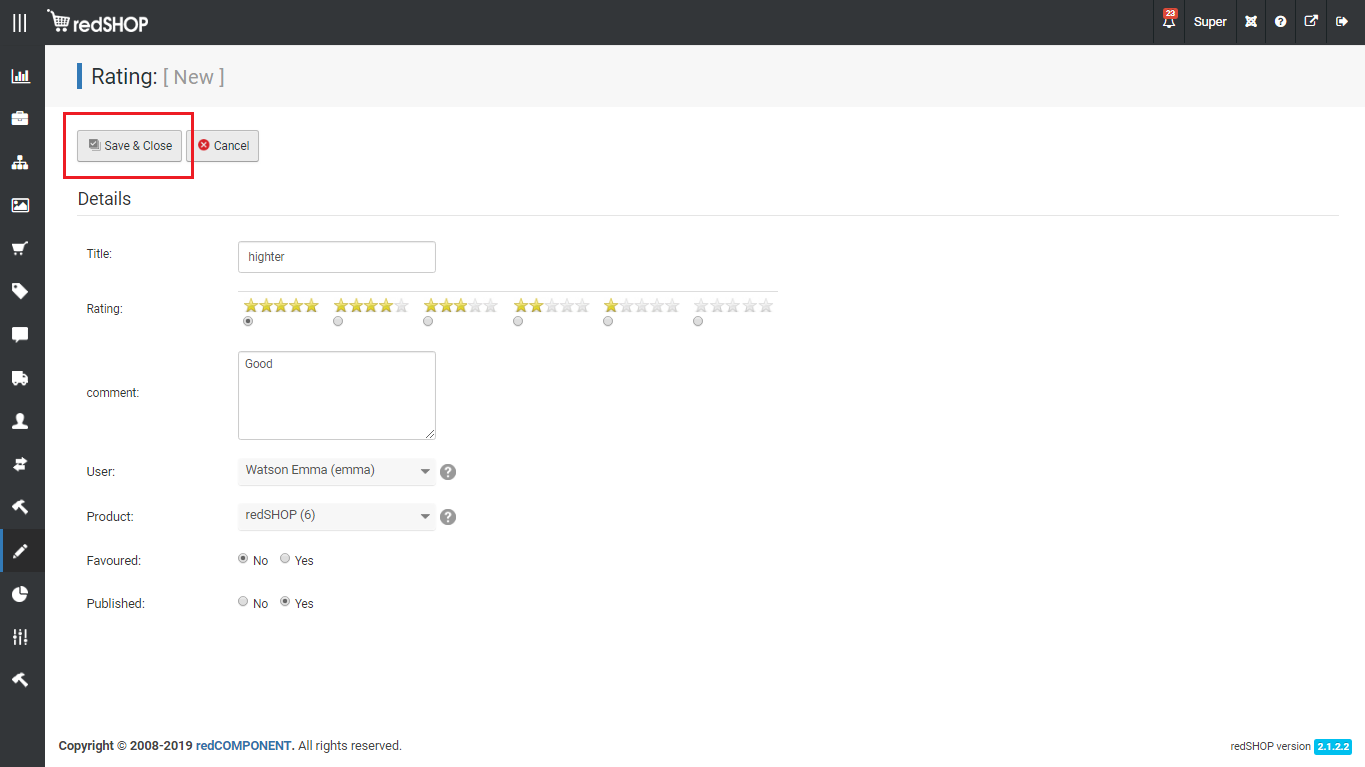 redSHOP
23
Super
Rating: [ New ]
Save & Close
Cancel
Details
Title:
highter
Rating:
comment:
Good
User:
Watson Emma (emma)
Product:
redSHOP (6)
Favoured:
No Yes
Published:
No Yes
Copyright © 2008-2019 redCOMPONENT. All rights reserved.
redSHOP version 2.1.2.2